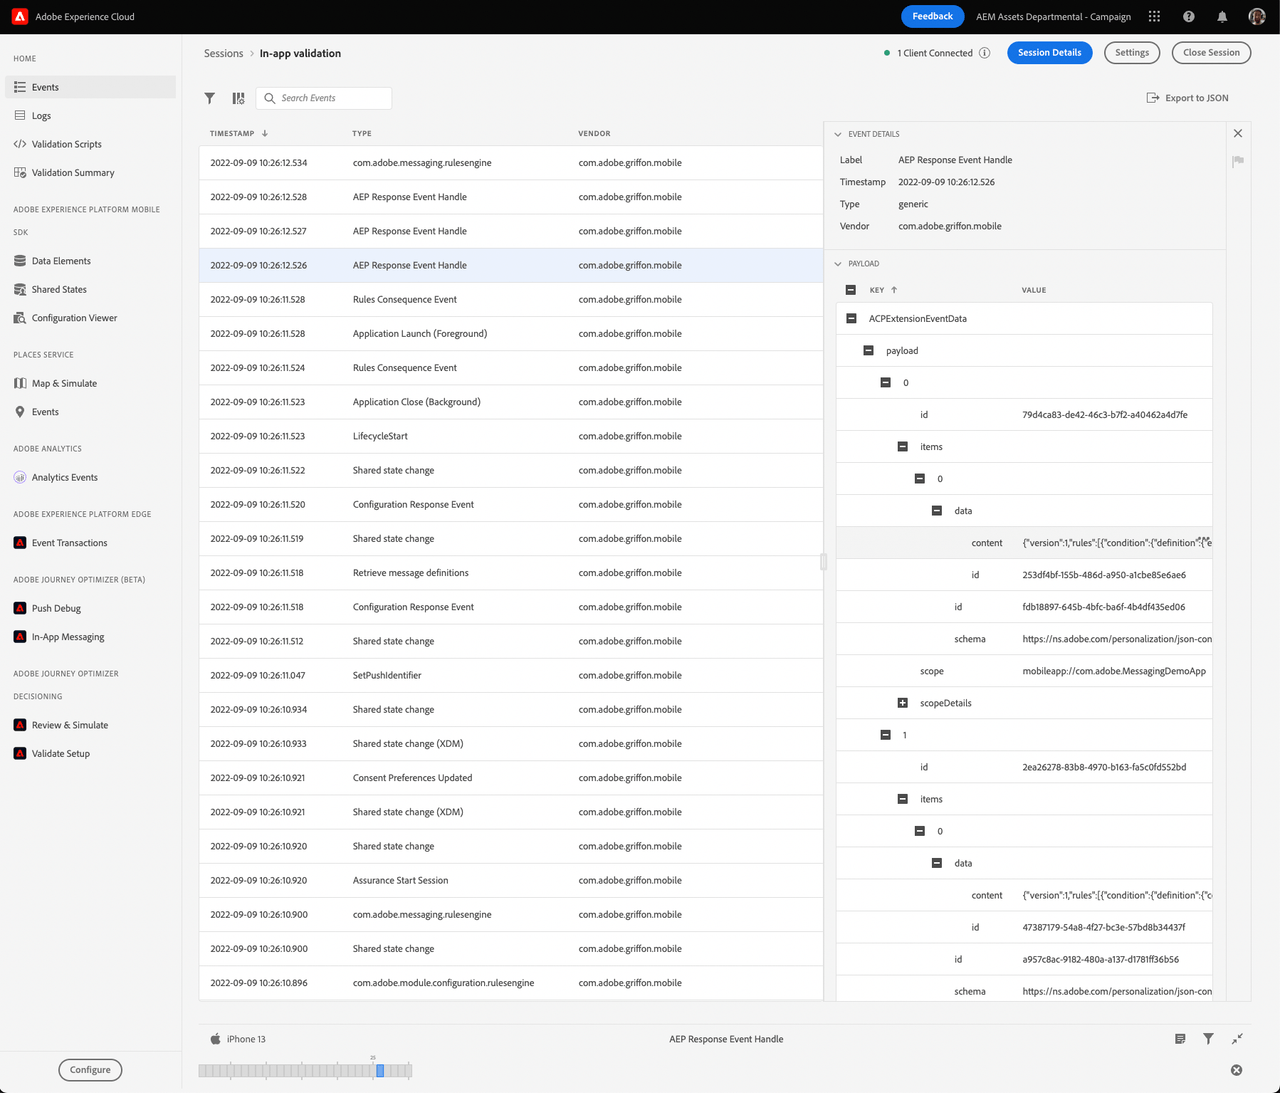 Adobe Experience Cloud
Feedback
AEM Assets Departmental - Campaign
HOME
Events
Logs
Validation Scripts
Validation Summary
ADOBE EXPERIENCE PLATFORM MOBILE
SDK
Data Elements
Shared States
Configuration Viewer
PLACES SERVICE
Map & Simulate
Events
ADOBE ANALYTICS
Analytics Events
ADOBE EXPERIENCE PLATFORM EDGE
Event Transactions
ADOBE JOURNEY OPTIMIZER (BETA)
Push Debug
In-App Messaging
ADOBE JOURNEY OPTIMIZER
DECISIONING
Review & Simulate
Validate Setup
Configure
Sessions > In-app validation
1 Client Connected
Session Details
Settings
Close Session
Search Events
Export to JSON
TIMESTAMP TYPE VENDOR
2022-09-09 10:26:12.534 com.adobe.messaging.rulesengine com.adobe.griffon.mobile
2022-09-09 10:26:12.528 AEP Response Event Handle com.adobe.griffon.mobile
2022-09-09 10:26:12.527 AEP Response Event Handle com.adobe.griffon.mobile
2022-09-09 10:26:12.526 AEP Response Event Handle com.adobe.griffon.mobile
2022-09-09 10:26:11.528 Rules Consequence Event com.adobe.griffon.mobile
2022-09-09 10:26:11.528 Application Launch (Foreground) com.adobe.griffon.mobile
2022-09-09 10:26:11.524 Rules Consequence Event com.adobe.griffon.mobile
2022-09-09 10:26:11.523 Application Close (Background) com.adobe.griffon.mobile
2022-09-09 10:26:11.523 LifecycleStart com.adobe.griffon.mobile
2022-09-09 10:26:11.522 Shared state change com.adobe.griffon.mobile
2022-09-09 10:26:11.520 Configuration Response Event com.adobe.griffon.mobile
2022-09-09 10:26:11.519 Shared state change com.adobe.griffon.mobile
2022-09-09 10:26:11.518 Retrieve message definitions com.adobe.griffon.mobile
2022-09-09 10:26:11.518 Configuration Response Event com.adobe.griffon.mobile
2022-09-09 10:26:11.512 Shared state change com.adobe.griffon.mobile
2022-09-09 10:26:11.047 SetPushIdentifier com.adobe.griffon.mobile
2022-09-09 10:26:10.934 Shared state change com.adobe.griffon.mobile
2022-09-09 10:26:10.933 Shared state change (XDM) com.adobe.griffon.mobile
2022-09-09 10:26:10.921 Consent Preferences Updated com.adobe.griffon.mobile
2022-09-09 10:26:10.921 Shared state change (XDM) com.adobe.griffon.mobile
2022-09-09 10:26:10.920 Shared state change com.adobe.griffon.mobile
2022-09-09 10:26:10.920 Assurance Start Session com.adobe.griffon.mobile
2022-09-09 10:26:10.900 com.adobe.messaging.rulesengine com.adobe.griffon.mobile
2022-09-09 10:26:10.900 Shared state change com.adobe.griffon.mobile
2022-09-09 10:26:10.896 com.adobe.module.configuration.rulesengine com.adobe.griffon.mobile
EVENT DETAILS
Label AEP Response Event Handle
Timestamp 2022-09-09 10:26:12.526
Type generic
Vendor com.adobe.griffon.mobile
PAYLOAD
KEY VALUE
ACPExtensionEventData
payload
0
id 79d4ca83-de42-46c3-b7f2-a40462a4d7fe
items
0
data
content {"version":1,"rules":[{"condition":{"definition":{"e
id 253df4bf-155b-486d-a950-a1cbe85e6ae6
id fdb18897-645b-4bfc-ba6f-4b4df435ed06
schema https://ns.adobe.com/personalization/json-con
scope mobileapp://com.adobe.MessagingDemoApp
scopeDetails
1
id 2ea26278-83b8-4970-b163-fa5c0fd552bd
items
0
data
content {"version":1,"rules":[{"condition":{"definition":{"c
id 47387179-54a8-4f27-bc3e-57bd8b34437f
id a957c8ac-9182-480a-a137-d1781ff36b56
schema https://ns.adobe.com/personalization/json-con
iPhone 13
AEP Response Event Handle
25